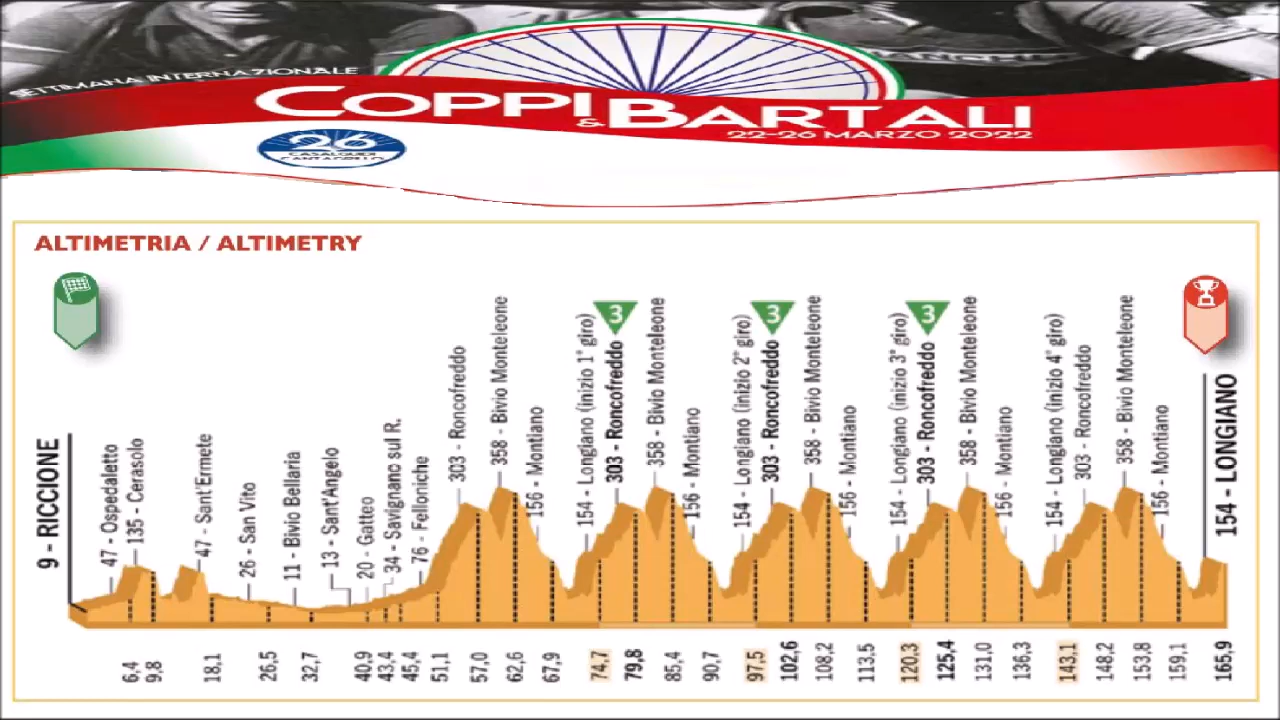 SETTIMANA INTERNAZIONALE
COPPI & BARTALI
22-26 MARZO 2022
26
ALTIMETRIA / ALTIMETRY
9 - RICCIONE
47 - Ospedaletto
135 - Cerasolo
47 - Sant'Ermete
26 - San Vito
11 - Bivio Bellaria
13 - Sant'Angelo
20 - Gatteo
34 - Savignano sul R.
76 - Felloniche
303 - Roncofreddo
358 - Bivio Monteleone
156 - Montiano
154 - Longiano (inizio 1° giro)
3
303 - Roncofreddo
358 - Bivio Monteleone
156 - Montiano
154 - Longiano (inizio 2° giro)
3
303 - Roncofreddo
358 - Bivio Monteleone
156 - Montiano
154 - Longiano (inizio 3° giro)
3
303 - Roncofreddo
358 - Bivio Monteleone
156 - Montiano
154 - Longiano (inizio 4° giro)
303 - Roncofreddo
358 - Bivio Monteleone
156 - Montiano
154 - LONGIANO
6,4
9,8
18,1
26,5
32,7
40,9
43,4
45,4
51,1
57,0
62,6
67,9
74,7
79,8
85,4
90,7
97,5
102,6
108,2
113,5
120,3
125,4
131,0
136,3
143,1
148,2
153,8
159,1
165,9